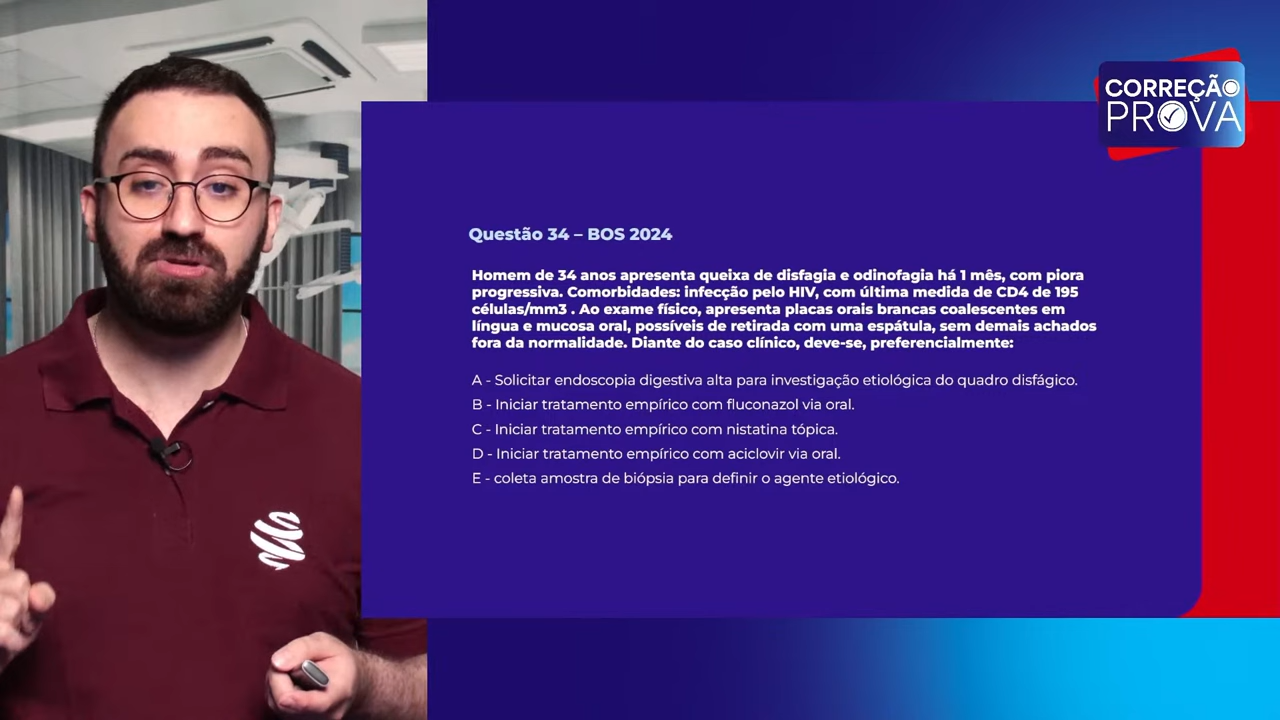 CORREÇÃO
PROVA
Questão 34 – BOS 2024
Homem de 34 anos apresenta queixa de disfagia e odinofagia há 1 mês, com piora
progressiva. Comorbidades: infecção pelo HIV, com última medida de CD4 de 195
células/mm3 . Ao exame físico, apresenta placas orais brancas coalescentes em
língua e mucosa oral, possíveis de retirada com uma espátula, sem demais achados
fora da normalidade. Diante do caso clínico, deve-se, preferencialmente:
A - Solicitar endoscopia digestiva alta para investigação etiológica do quadro disfágico.
B - Iniciar tratamento empírico com fluconazol via oral.
C - Iniciar tratamento empírico com nistatina tópica.
D - Iniciar tratamento empírico com aciclovir via oral.
E - coleta amostra de biópsia para definir o agente etiológico.